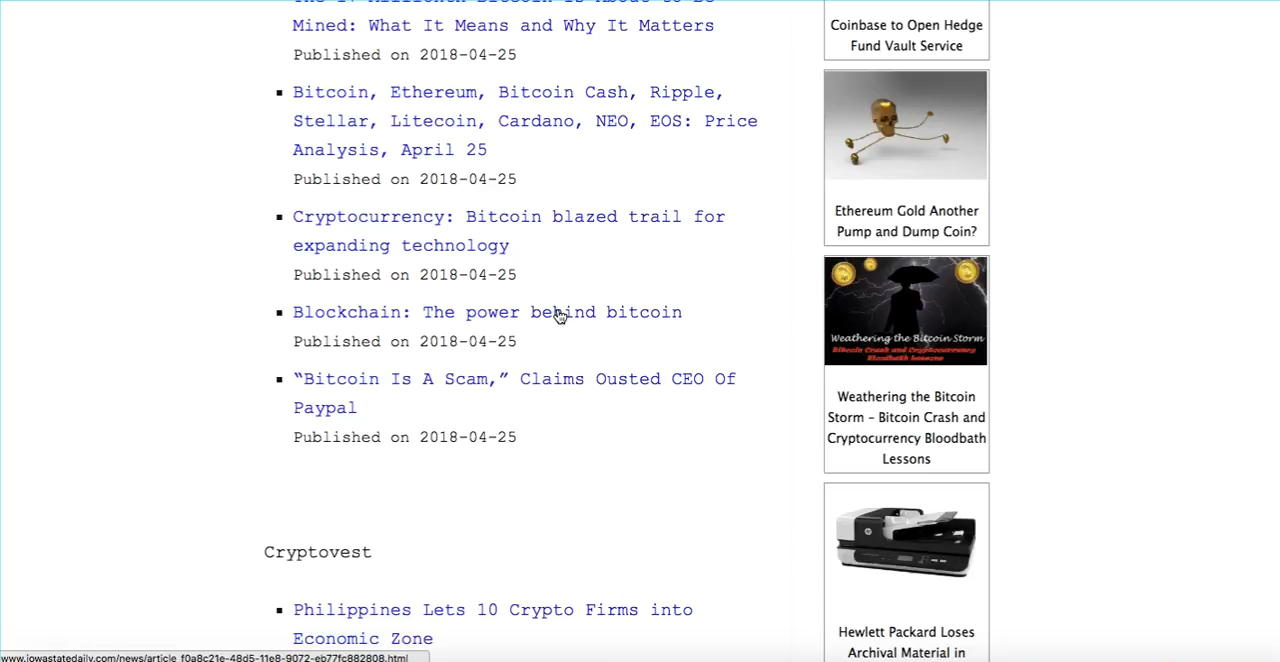 Mined: What It Means and Why It Matters
Published on 2018-04-25
Bitcoin, Ethereum, Bitcoin Cash, Ripple,
Stellar, Litecoin, Cardano, NEO, EOS: Price
Analysis, April 25
Published on 2018-04-25
Cryptocurrency: Bitcoin blazed trail for
expanding technology
Published on 2018-04-25
Blockchain: The power behind bitcoin
Published on 2018-04-25
“Bitcoin Is A Scam,” Claims Ousted CEO Of
Paypal
Published on 2018-04-25
Cryptovest
Philippines Lets 10 Crypto Firms into
Economic Zone
www.iowastatedaily.com/news/article_f0a8c21e-48d5-11e8-9072-eb77fc882808.html
Coinbase to Open Hedge
Fund Vault Service
Ethereum Gold Another
Pump and Dump Coin?
Weathering the Bitcoin Storm
Bitcoin Crash and Cryptocurrency
Bloodbath Lessons
Weathering the Bitcoin
Storm – Bitcoin Crash and
Cryptocurrency Bloodbath
Lessons
Hewlett Packard Loses
Archival Material in